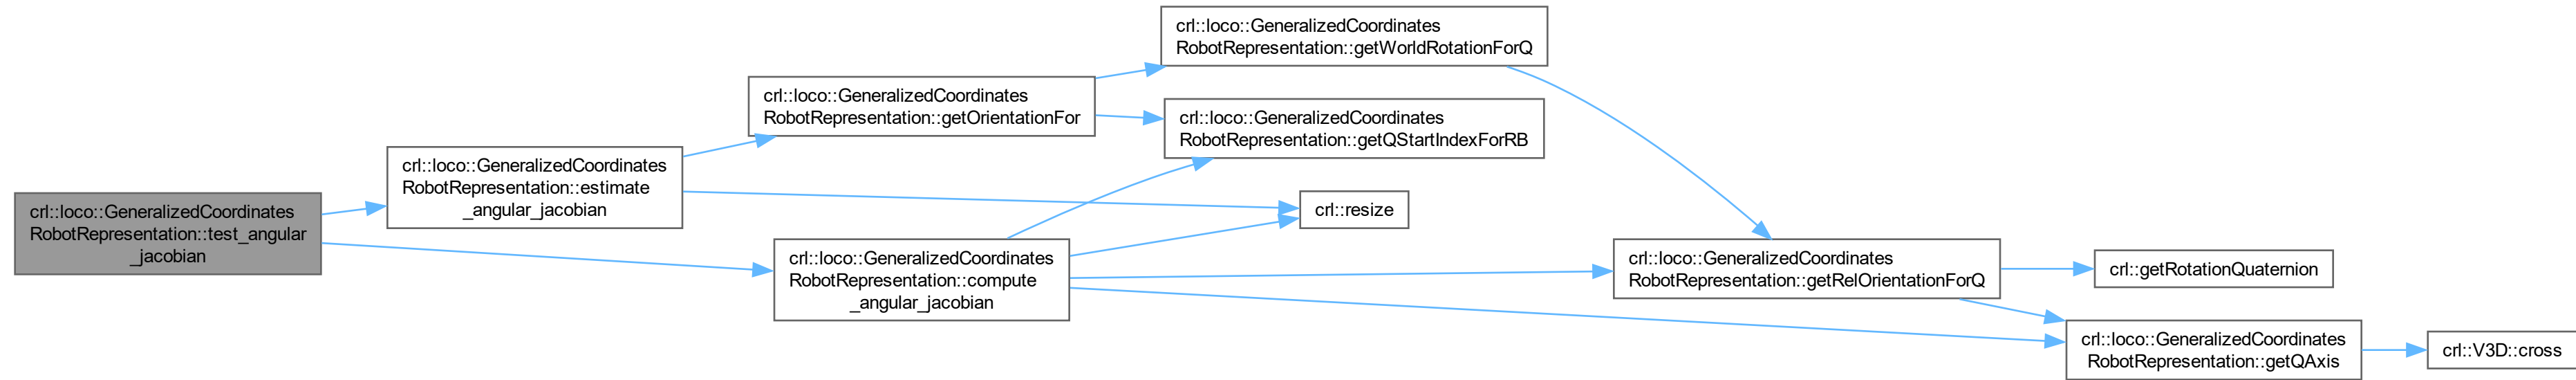 crl::loco::GeneralizedCoordinates
RobotRepresentation::test_angular
_jacobian
crl::loco::GeneralizedCoordinates
RobotRepresentation::estimate
_angular_jacobian
crl::loco::GeneralizedCoordinates
RobotRepresentation::getOrientationFor
crl::loco::GeneralizedCoordinates
RobotRepresentation::getWorldRotationForQ
crl::loco::GeneralizedCoordinates
RobotRepresentation::getQStartIndexForRB
crl::resize
crl::loco::GeneralizedCoordinates
RobotRepresentation::compute
_angular_jacobian
crl::loco::GeneralizedCoordinates
RobotRepresentation::getRelOrientationForQ
crl::getRotationQuaternion
crl::loco::GeneralizedCoordinates
RobotRepresentation::getQAxis
crl::V3D::cross